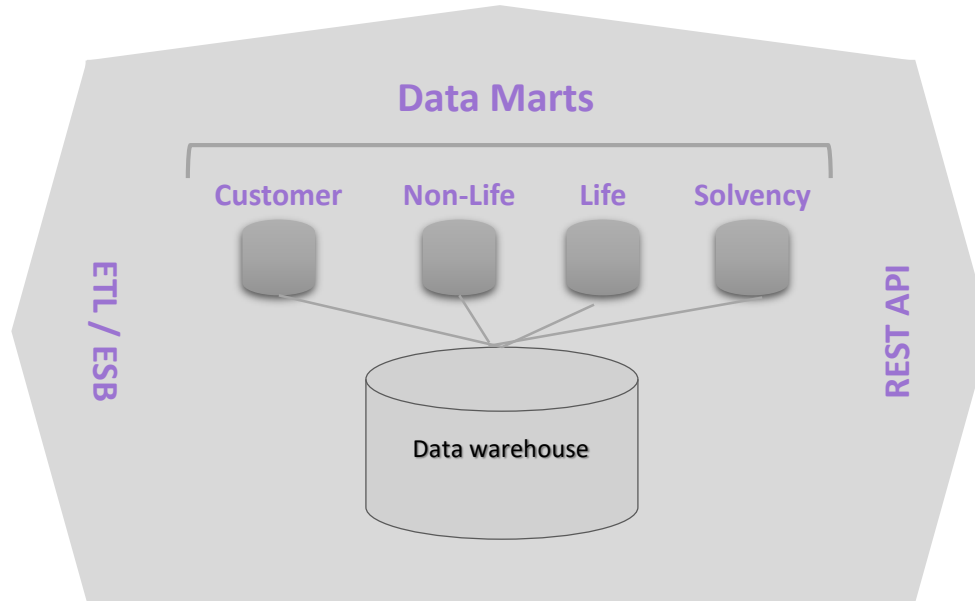 Data Marts
Customer Non-Life Life Solvency
ETL / ESB
REST API
Data warehouse